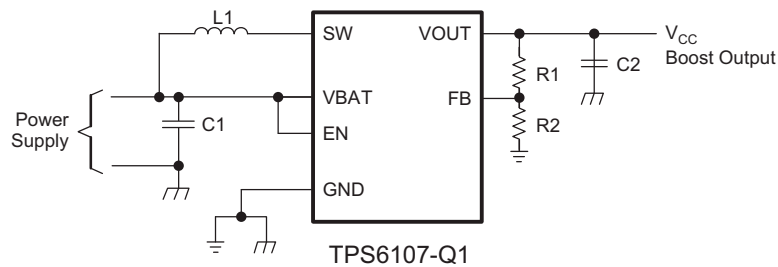 L1
SW
VOUT
VCC
Boost Output
R1
C2
VBAT
FB
Power
Supply
C1
R2
EN
GND
TPS6107-Q1